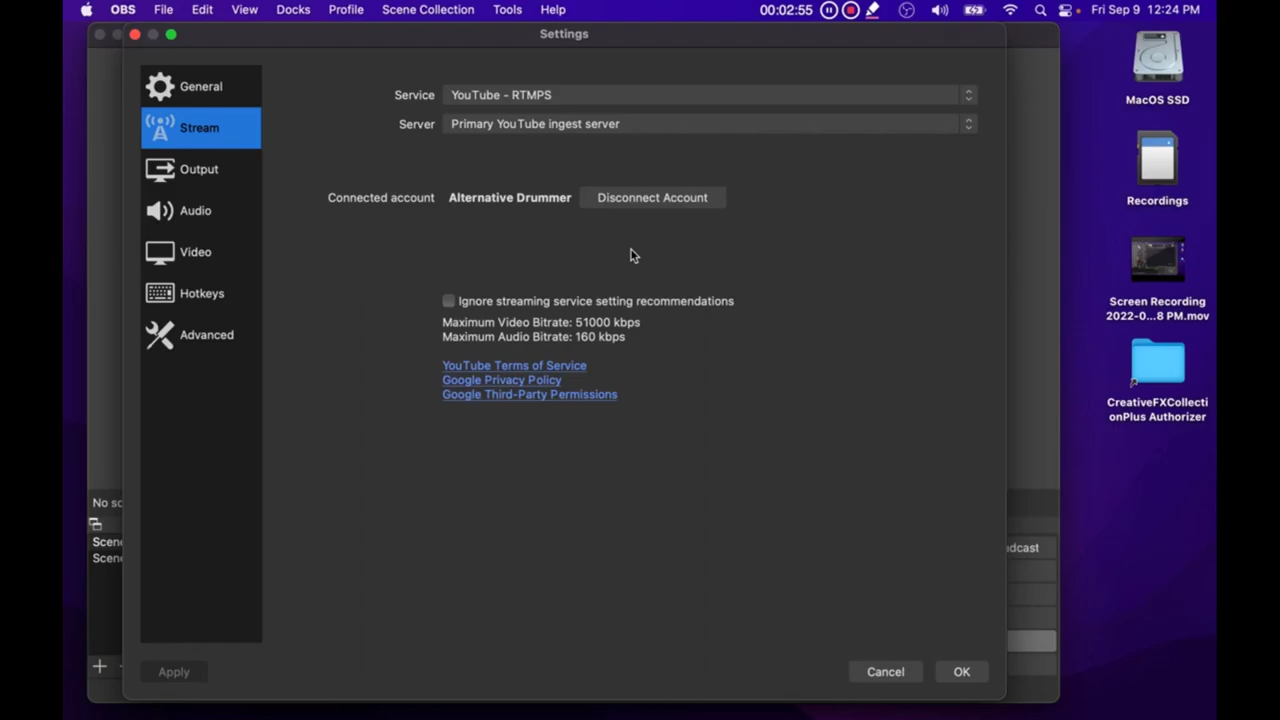 OBS File Edit View Docks Profile Scene Collection Tools Help 00:02:55 Fri Sep 9 12:24 PM
Settings
General
Stream
Output
Audio
Video
Hotkeys
Advanced
Service YouTube - RTMPS
Server Primary YouTube ingest server
Connected account Alternative Drummer Disconnect Account
Ignore streaming service setting recommendations
Maximum Video Bitrate: 51000 kbps
Maximum Audio Bitrate: 160 kbps
YouTube Terms of Service
Google Privacy Policy
Google Third-Party Permissions
No sc
Scene
Scene
dcast
Apply Cancel OK
MacOS SSD
Recordings
Screen Recording
2022-0...8 PM.mov
CreativeFXCollecti
onPlus Authorizer